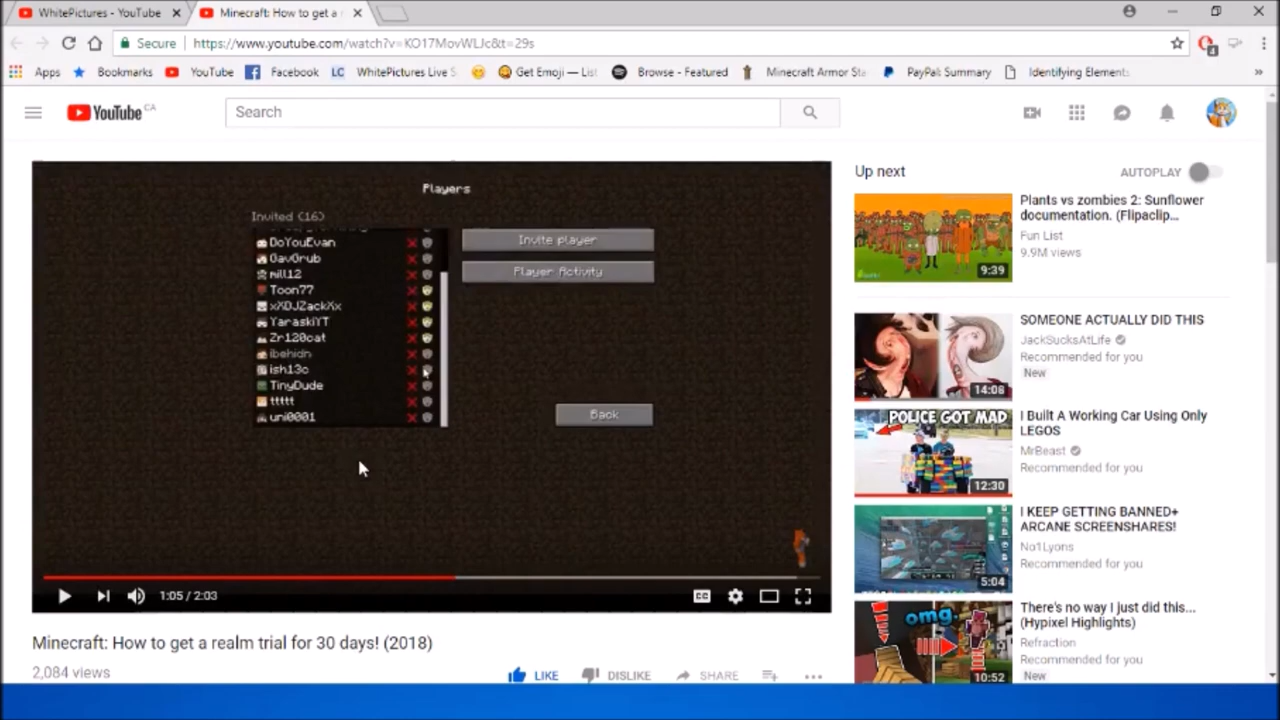 WhitePictures - YouTube
Minecraft: How to get a r
Secure
https://www.youtube.com/watch?v=KO17MovWLJc&t=29s
4
Apps
Bookmarks
YouTube
Facebook
LC WhitePictures Live S
Get Emoji — List
Browse - Featured
Minecraft Armor Sta
PayPal: Summary
Identifying Elements
»
YouTube CA
Search
Players
Invited (16)
DoYouEvan
GavGrub
mill12
Toon77
xXDJZackXx
YaraskiYT
Zr120cat
ibehidn
ish13c
TinyDude
ttttt
uni0001
Invite player
Player Activity
Back
1:05 / 2:03
CC
Minecraft: How to get a realm trial for 30 days! (2018)
2,084 views
LIKE
DISLIKE
SHARE
Up next
AUTOPLAY
Plants vs zombies 2: Sunflower
documentation. (Flipaclip...
Fun List
9.9M views
9:39
SOMEONE ACTUALLY DID THIS
JackSucksAtLife
Recommended for you
New
14:08
POLICE GOT MAD
I Built A Working Car Using Only
LEGOS
MrBeast
Recommended for you
12:30
I KEEP GETTING BANNED+
ARCANE SCREENSHARES!
No1Lyons
Recommended for you
5:04
omg.
There's no way I just did this...
(Hypixel Highlights)
Refraction
Recommended for you
New
10:52